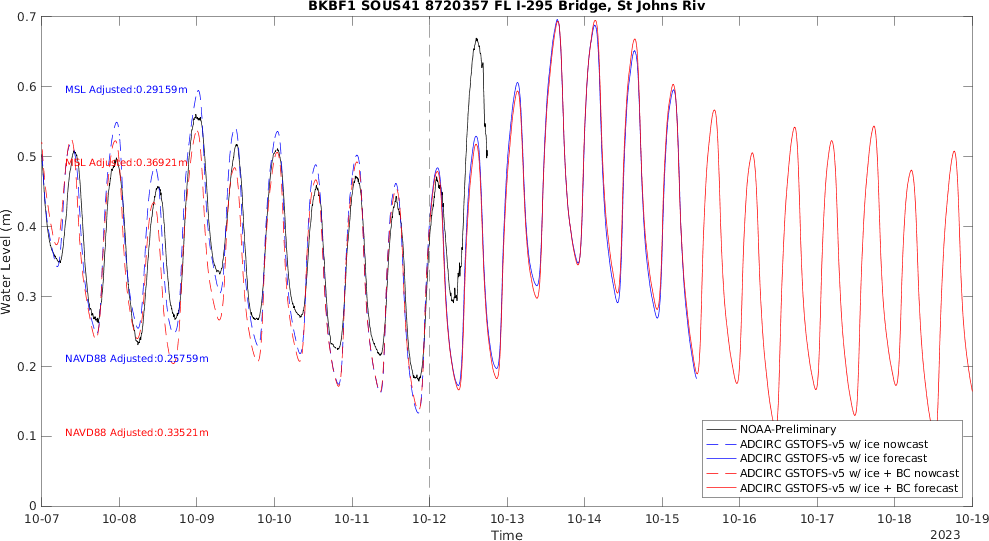 BKBF1 SOUS41 8720357 FL I-295 Bridge, St Johns Riv
0.7
0.6
0.5
0.4
0.3
0.2
0.1
0
Water Level (m)
MSL Adjusted:0.29159m
MSL Adjusted:0.36921m
NAVD88 Adjusted:0.25759m
NAVD88 Adjusted:0.33521m
NOAA-Preliminary
ADCIRC GSTOFS-v5 w/ ice nowcast
ADCIRC GSTOFS-v5 w/ ice forecast
ADCIRC GSTOFS-v5 w/ ice + BC nowcast
ADCIRC GSTOFS-v5 w/ ice + BC forecast
10-07 10-08 10-09 10-10 10-11 10-12 10-13 10-14 10-15 10-16 10-17 10-18 10-19
Time
2023